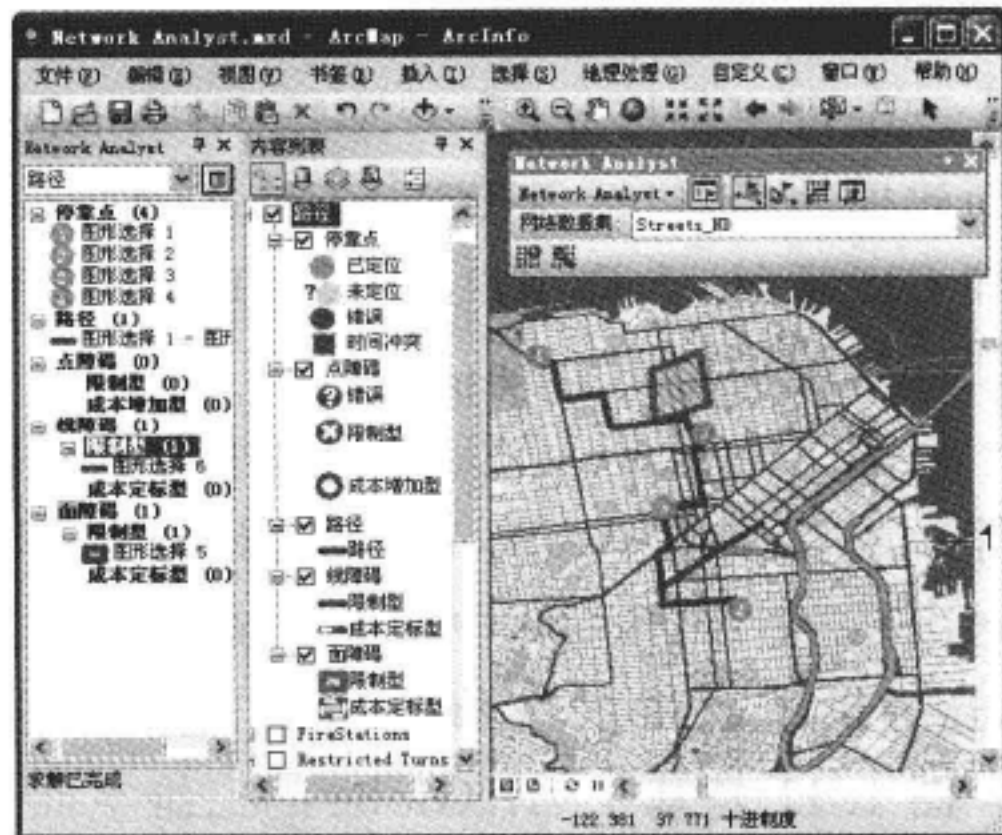 Network Analyst.mxd - ArcMap - ArcInfo
文件(F) 编辑(E) 视图(V) 书签(B) 插入(I) 选择(S) 地理处理(G) 自定义(C) 窗口(W) 帮助(H)
Network Analyst
路径
停靠点 (4)
图形选择 1
图形选择 2
图形选择 3
图形选择 4
路径 (1)
图形选择 1 - 图形
点障碍 (0)
限制型 (0)
成本增加型 (0)
线障碍 (1)
限制型 (1)
图形选择 6
成本定标型 (0)
面障碍 (1)
限制型 (1)
图形选择 5
成本定标型 (0)
求解已完成
内容列表
路径
停靠点
已定位
未定位
错误
时间冲突
点障碍
错误
限制型
成本增加型
路径
路径
线障碍
限制型
成本定标型
面障碍
限制型
成本定标型
FireStations
Restricted Turns
Network Analyst
Network Analyst
网络数据集: Streets_ND
-122.381 37.771 十进制度